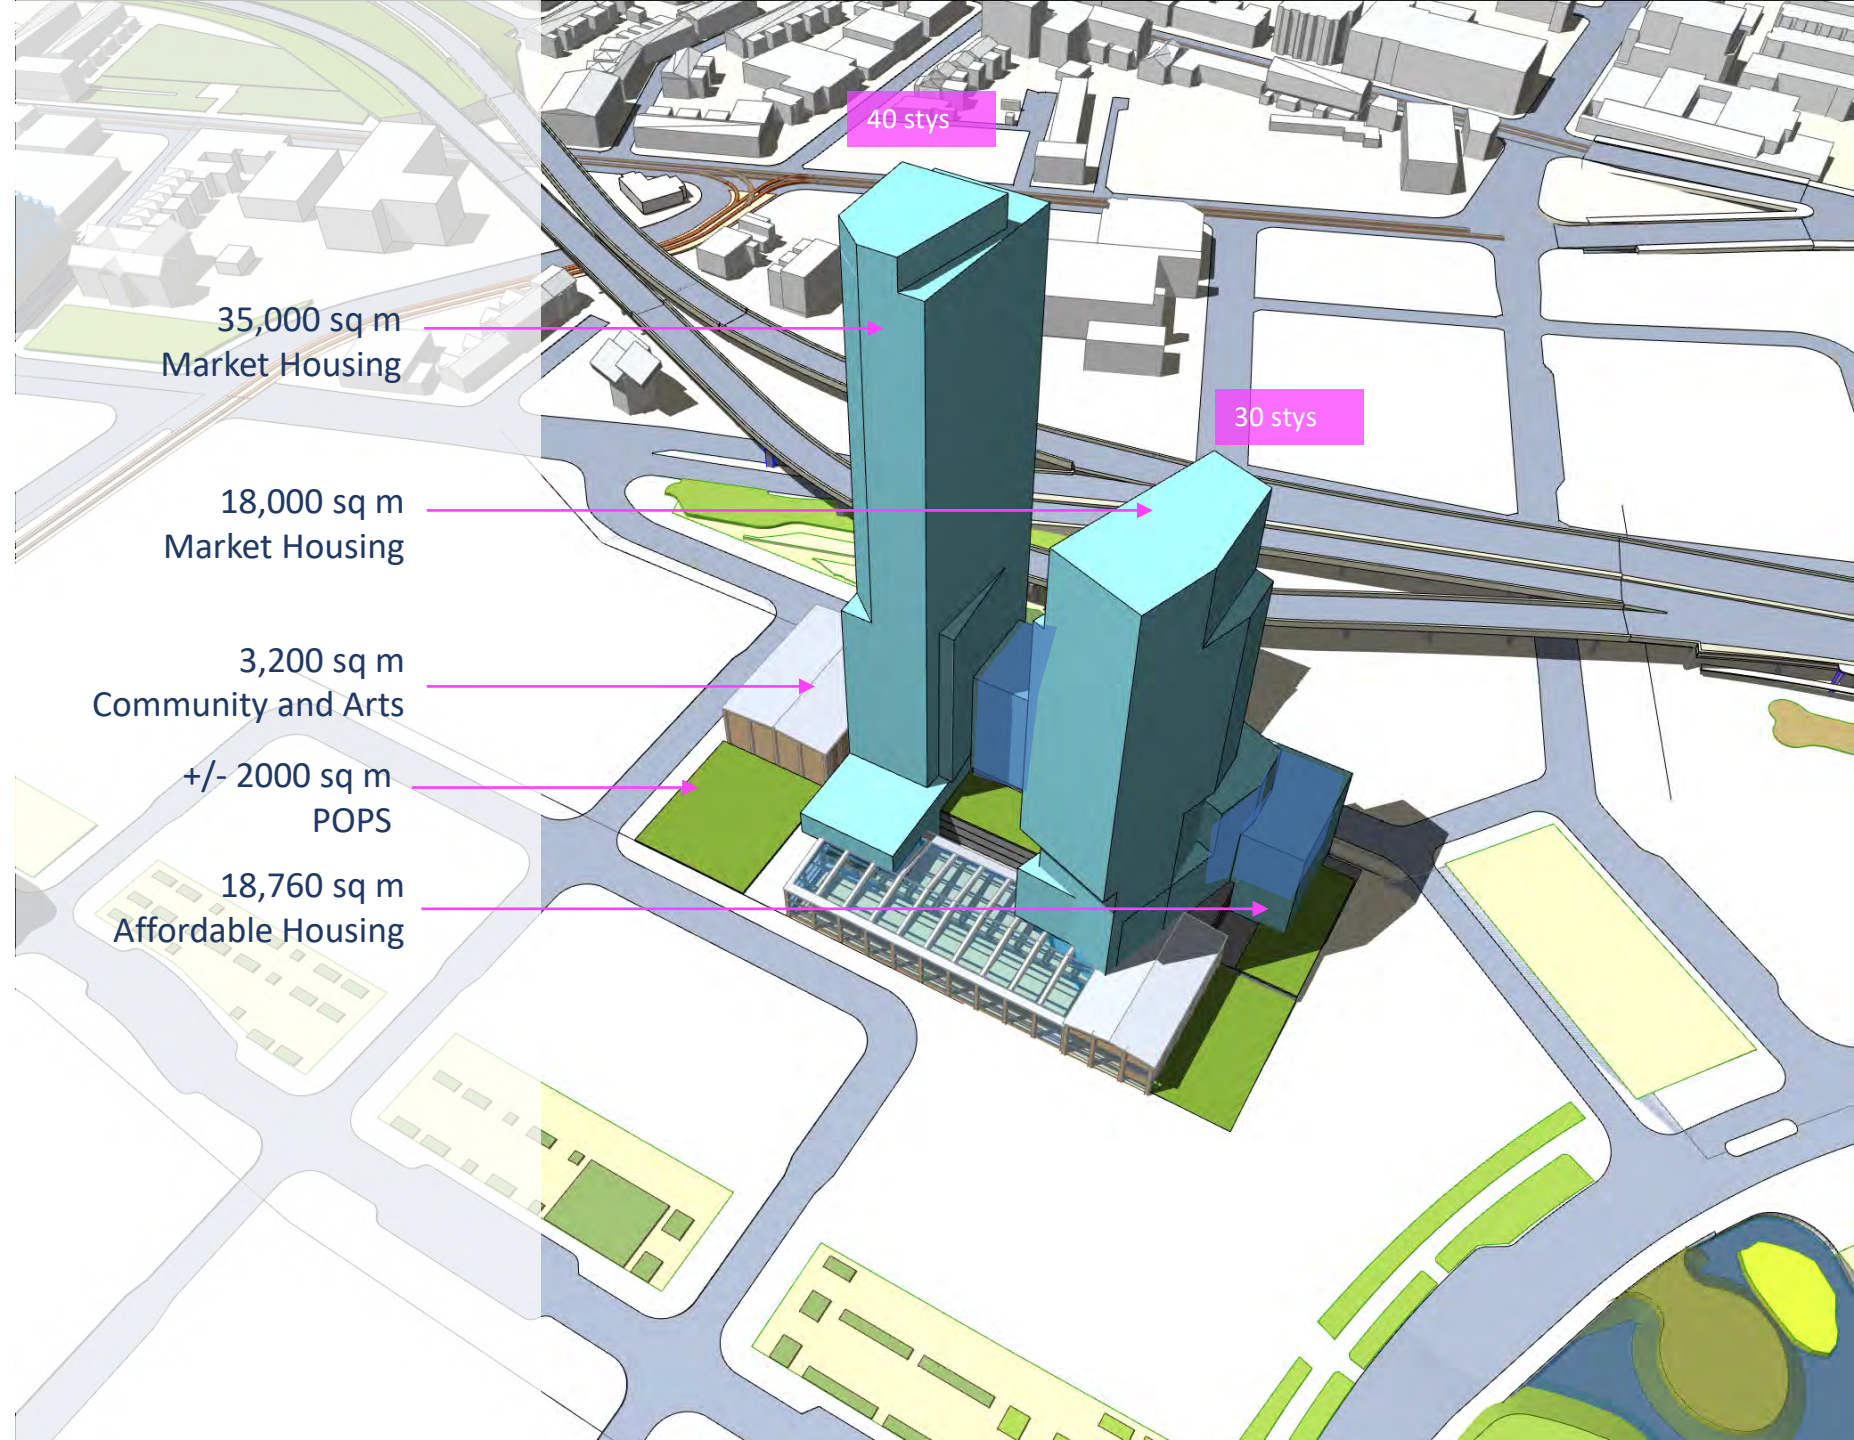 40 stys
35,000 sq m
Market Housing
30 stys
18,000 sq m
Market Housing
3,200 sq m
Community and Arts
+/- 2000 sq m
POPS
18,760 sq m
Affordable Housing